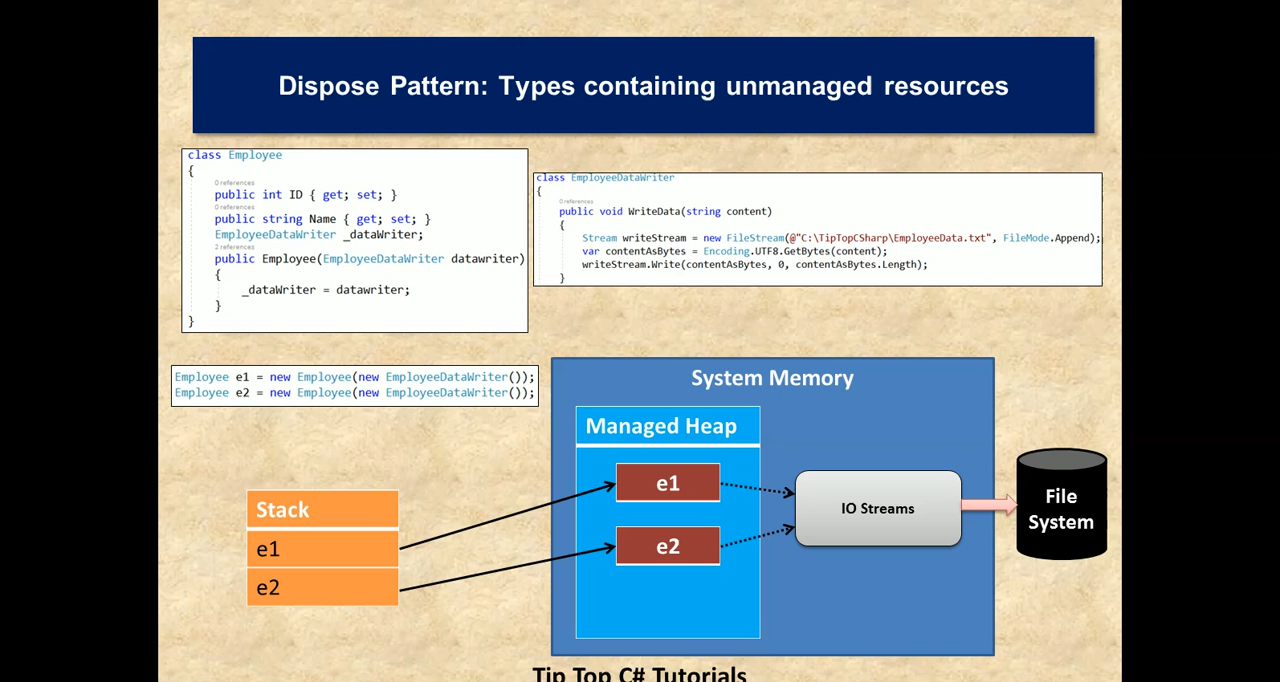 Dispose Pattern: Types containing unmanaged resources
class Employee
{
0 references
public int ID { get; set; }
0 references
public string Name { get; set; }
EmployeeDataWriter _dataWriter;
2 references
public Employee(EmployeeDataWriter datawriter)
{
_dataWriter = datawriter;
}
}
class EmployeeDataWriter
{
0 references
public void WriteData(string content)
{
Stream writeStream = new FileStream(@"C:\TipTopCSharp\EmployeeData.txt", FileMode.Append);
var contentAsBytes = Encoding.UTF8.GetBytes(content);
writeStream.Write(contentAsBytes, 0, contentAsBytes.Length);
}
Employee e1 = new Employee(new EmployeeDataWriter());
Employee e2 = new Employee(new EmployeeDataWriter());
System Memory
Managed Heap
e1
e2
Stack
e1
e2
IO Streams
File
System
Tip Top C# Tutorials